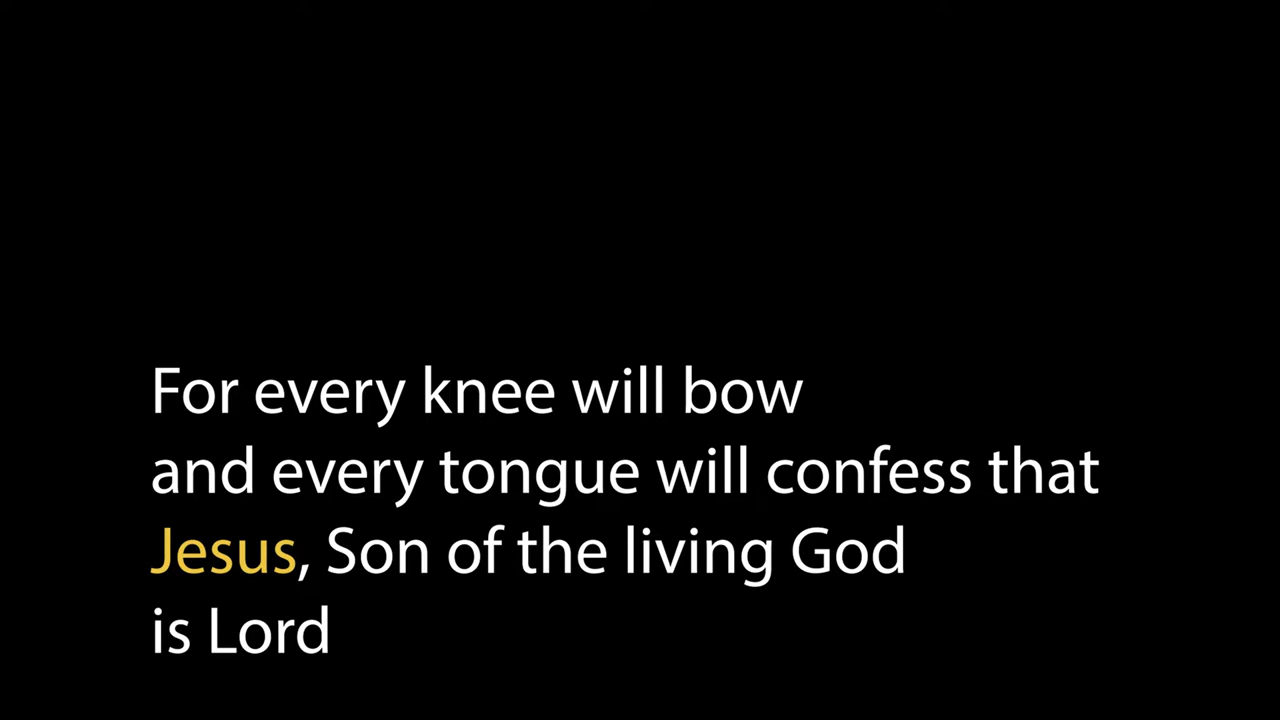 For every knee will bow
and every tongue will confess that
Jesus, Son of the living God
is Lord